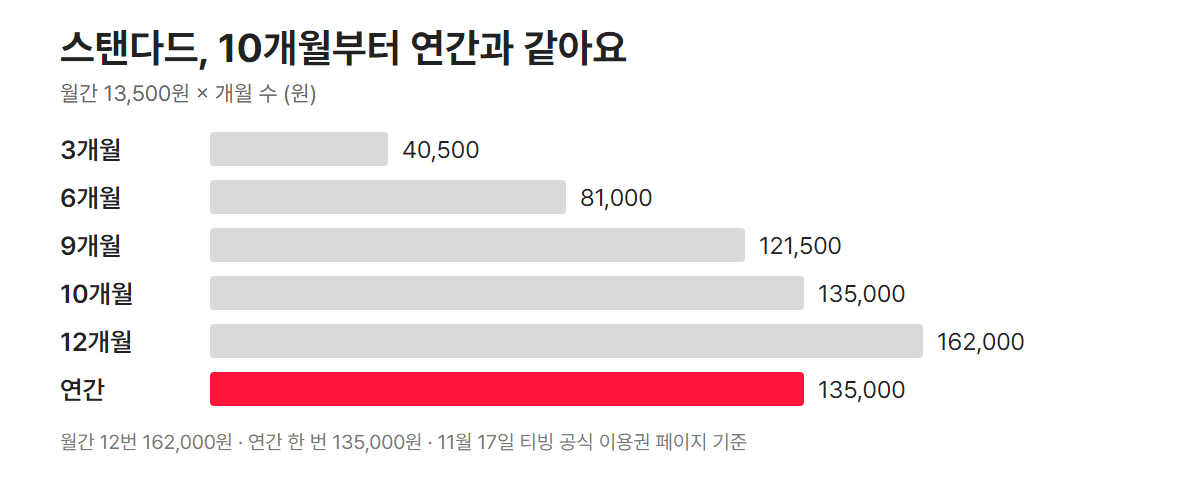 스탠다드, 10개월부터 연간과 같아요
월간 13,500원 × 개월 수 (원)
3개월 40,500
6개월 81,000
9개월 121,500
10개월 135,000
12개월 162,000
연간 135,000
월간 12번 162,000원 · 연간 한 번 135,000원 · 11월 17일 티빙 공식 이용권 페이지 기준